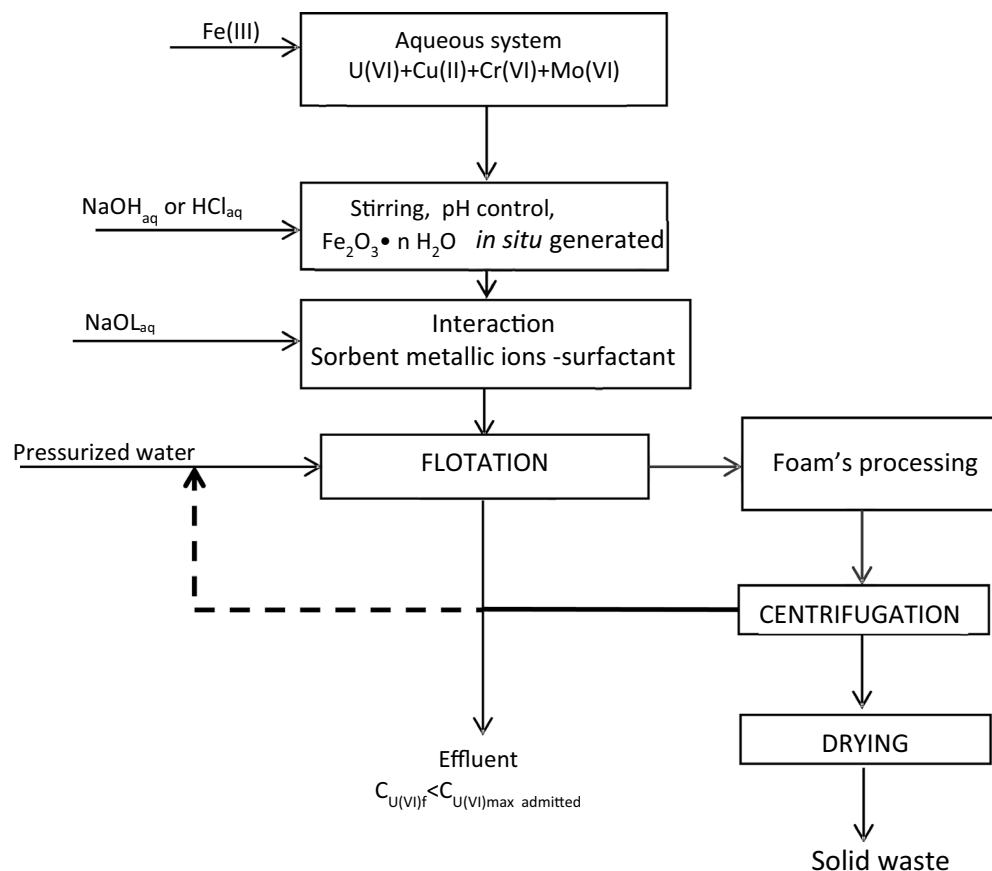 Fe(III)
Aqueous system
U(VI)+Cu(II)+Cr(VI)+Mo(VI)
NaOHaq or HClaq
Stirring, pH control,
Fe2O3• n H2O in situ generated
NaOLaq
Interaction
Sorbent metallic ions -surfactant
Pressurized water
FLOTATION
Foam’s processing
CENTRIFUGATION
DRYING
Effluent
CU(VI)f<CU(VI)max admitted
Solid waste